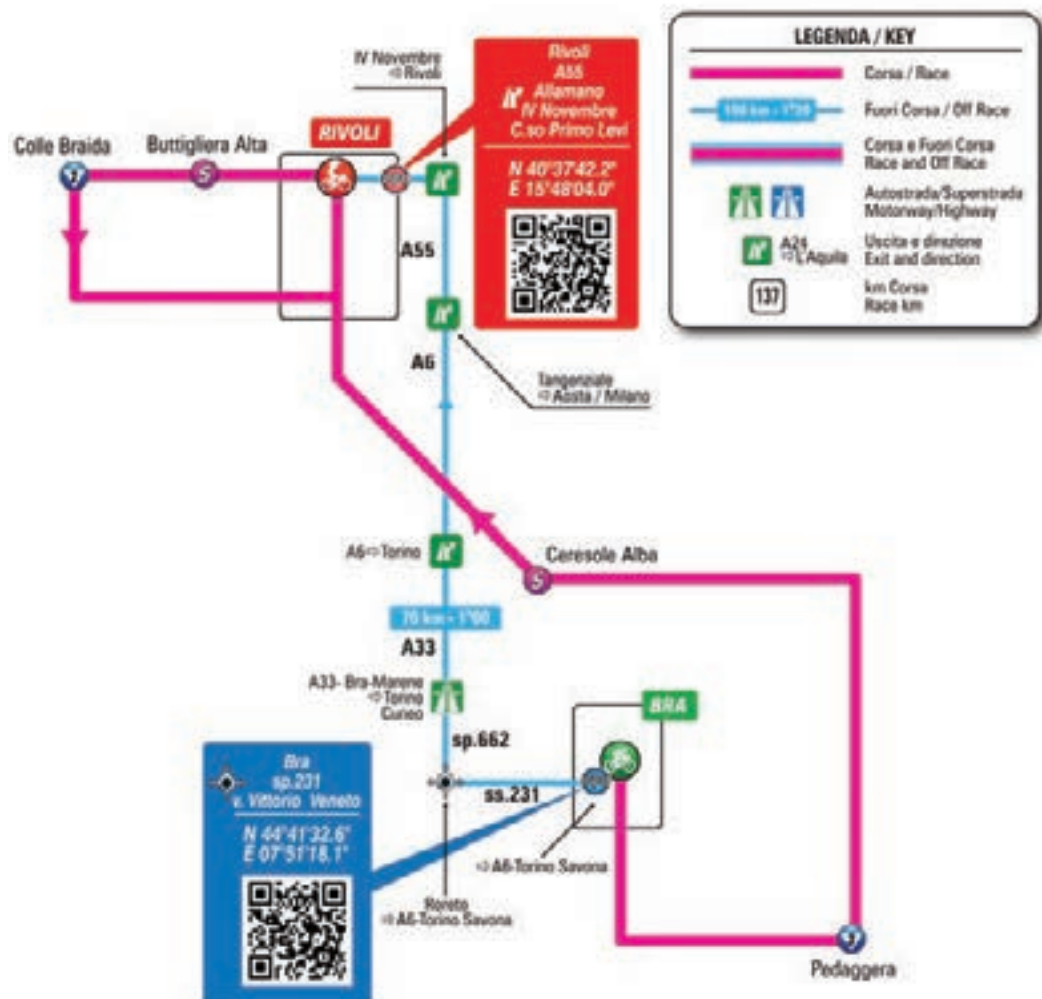 IV Novembre
⇨ Rivoli
Rivoli
A55
Allamano
IV Novembre
C.so Primo Levi
N 40°37'42.2"
E 15°48'04.0"
LEGENDA / KEY
Corsa / Race
Fuori Corsa / Off Race
Corsa e Fuori Corsa
Race and Off Race
Autostrada/Superstrada
Motorway/Highway
A24
⇨ L'Aquila
Uscita e direzione
Exit and direction
137
km Corsa
Race km
RIVOLI
Colle Braida
Buttigliera Alta
S
A55
A6
Tangenziale
⇨ Aosta / Milano
A6⇨Torino
Ceresole Alba
S
70 km - 1°00
A33
A33- Bra-Marene
⇨ Torino
Cuneo
BRA
sp.662
ss.231
Bra
sp.231
v. Vittorio Veneto
N 44°41'32.6"
E 07°51'18.1"
⇨ A6-Torino Savona
Roreto
⇨ A6-Torino Savona
Pedaggera